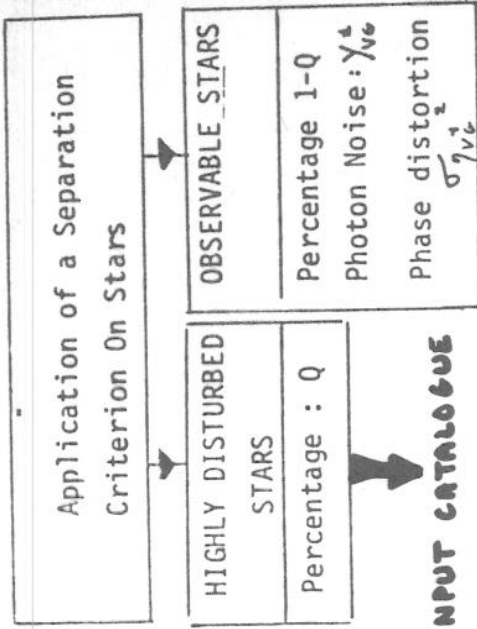 Application of a Separation
Criterion On Stars
HIGHLY DISTURBED
STARS
Percentage : Q
NPUT CATALOGUE
OBSERVABLE STARS
Percentage 1-Q
Photon Noise:
Phase distortion